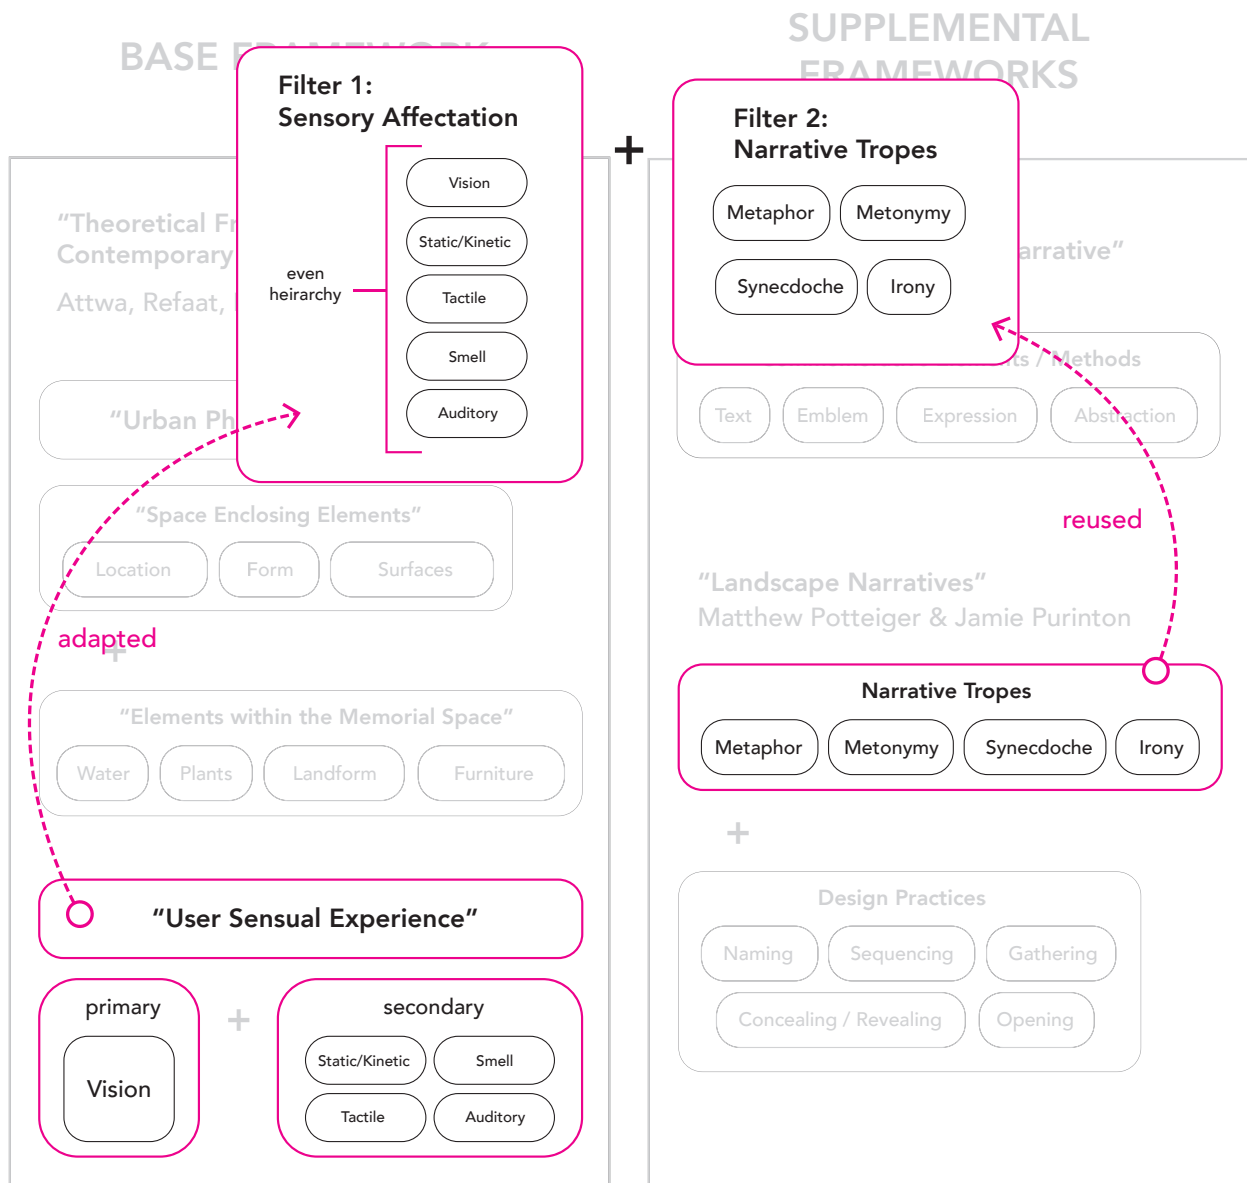 BASE FRAMEWORK
SUPPLEMENTAL
FRAMEWORKS
Filter 1:
Sensory Affectation
even
heirarchy
Vision
Static/Kinetic
Tactile
Smell
Auditory
+
Filter 2:
Narrative Tropes
Metaphor
Metonymy
Synecdoche
Irony
“Theoretical
Contemporary
Attwa, Refaat,
“Urban
“Space Enclosing Elements”
Location
Form
Surfaces
adapted
+
“Elements within the Memorial Space”
Water
Plants
Landform
Furniture
“User Sensual Experience”
primary
Vision
+
secondary
Static/Kinetic
Smell
Tactile
Auditory
/ Methods
Text
Emblem
Expression
Abstraction
reused
“Landscape Narratives”
Matthew Potteiger & Jamie Purinton
Narrative Tropes
Metaphor
Metonymy
Synecdoche
Irony
+
Design Practices
Naming
Sequencing
Gathering
Concealing / Revealing
Opening